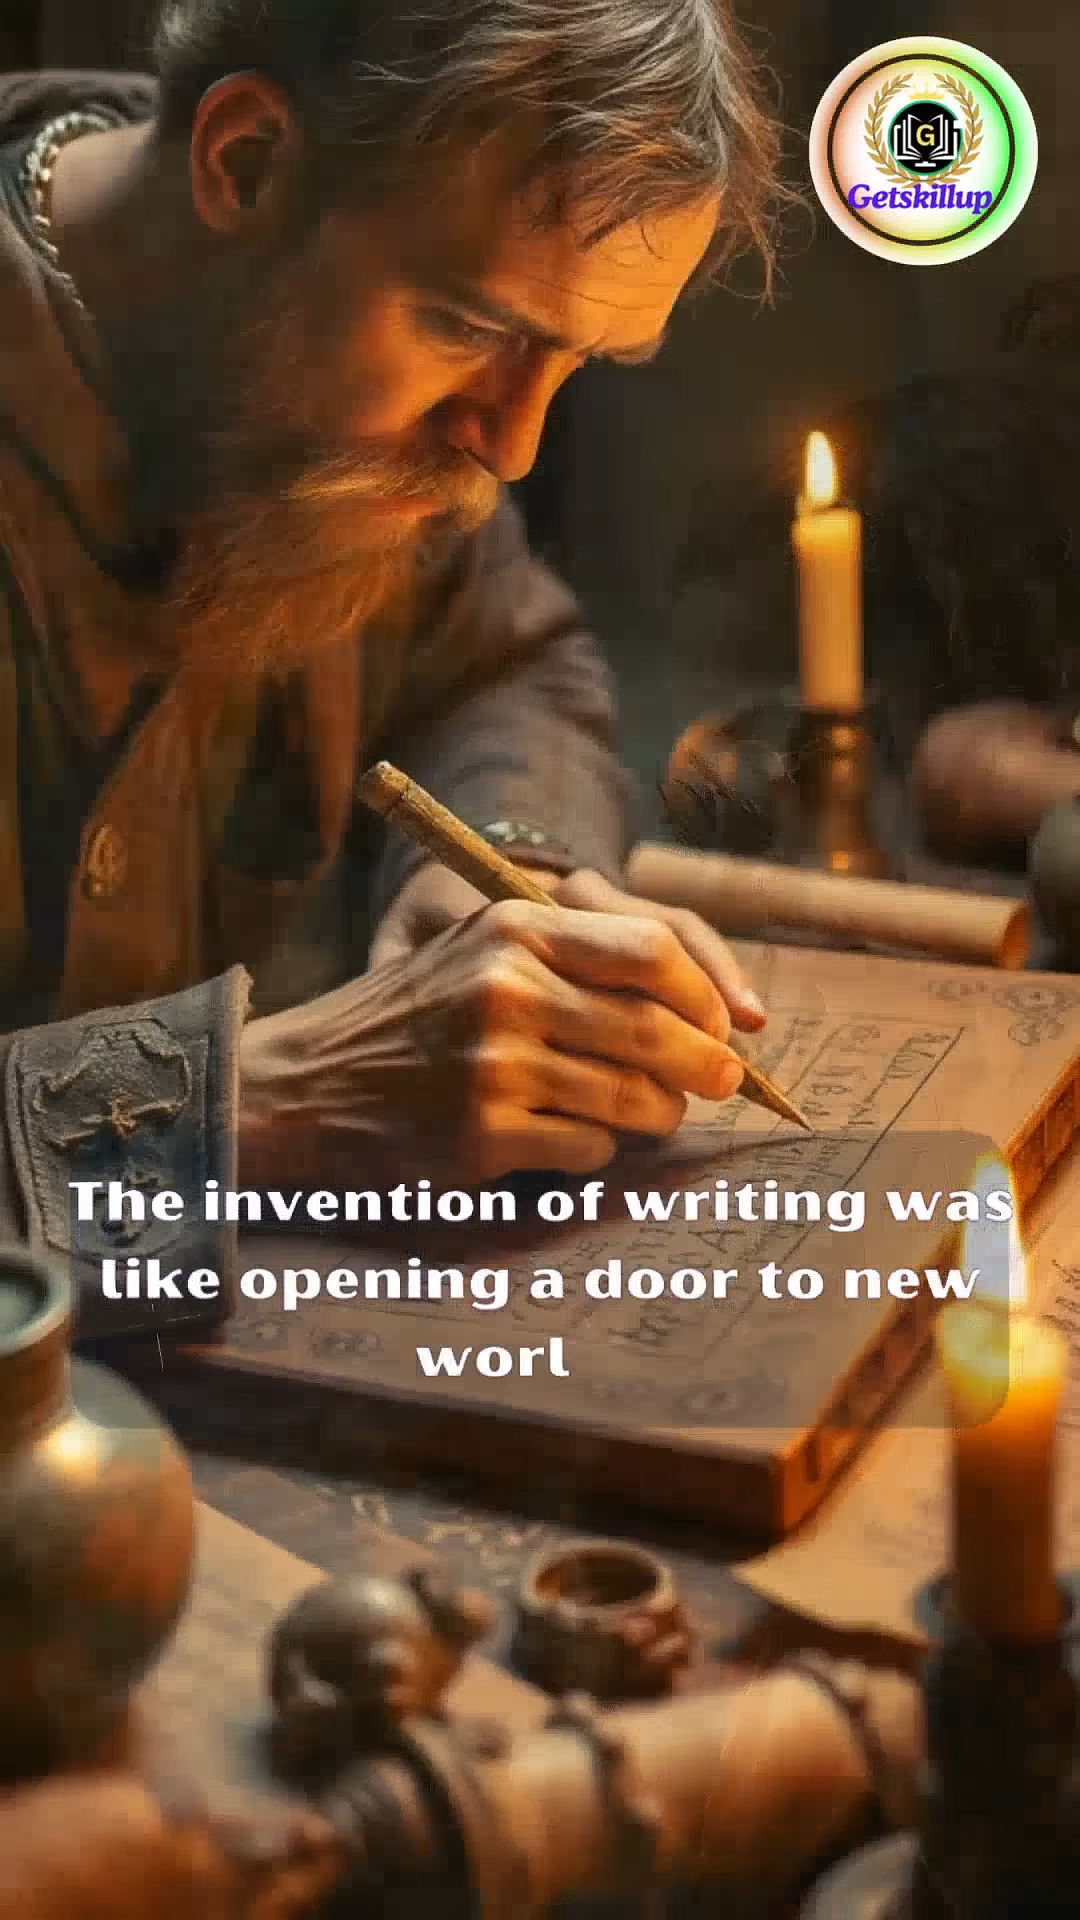 G
Getskillup
The invention of writing was
like opening a door to new
worl